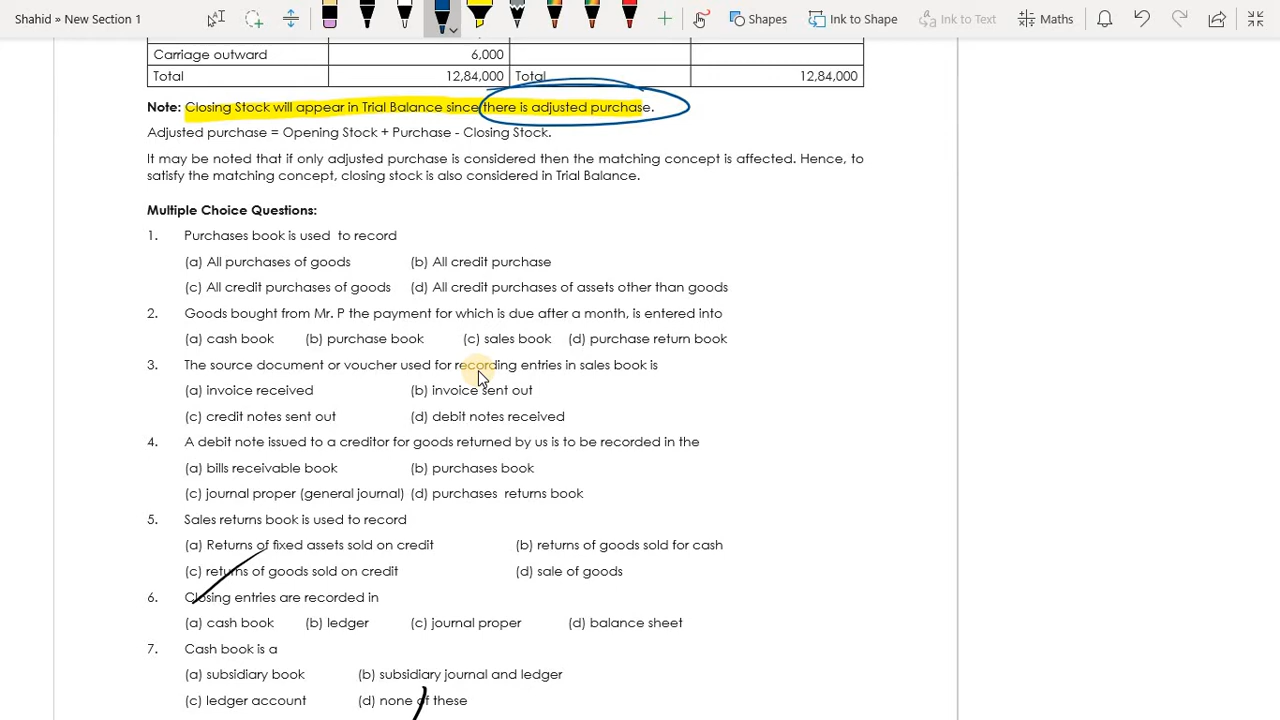 Shahid » New Section 1
Shapes
Ink to Shape
Ink to Text
Maths
Carriage outward 6,000
Total 12,84,000 Total 12,84,000
Note: Closing Stock will appear in Trial Balance since there is adjusted purchase.
Adjusted purchase = Opening Stock + Purchase - Closing Stock.
It may be noted that if only adjusted purchase is considered then the matching concept is affected. Hence, to
satisfy the matching concept, closing stock is also considered in Trial Balance.
Multiple Choice Questions:
1. Purchases book is used to record
(a) All purchases of goods (b) All credit purchase
(c) All credit purchases of goods (d) All credit purchases of assets other than goods
2. Goods bought from Mr. P the payment for which is due after a month, is entered into
(a) cash book (b) purchase book (c) sales book (d) purchase return book
3. The source document or voucher used for recording entries in sales book is
(a) invoice received (b) invoice sent out
(c) credit notes sent out (d) debit notes received
4. A debit note issued to a creditor for goods returned by us is to be recorded in the
(a) bills receivable book (b) purchases book
(c) journal proper (general journal) (d) purchases returns book
5. Sales returns book is used to record
(a) Returns of fixed assets sold on credit (b) returns of goods sold for cash
(c) returns of goods sold on credit (d) sale of goods
6. Closing entries are recorded in
(a) cash book (b) ledger (c) journal proper (d) balance sheet
7. Cash book is a
(a) subsidiary book (b) subsidiary journal and ledger
(c) ledger account (d) none of these